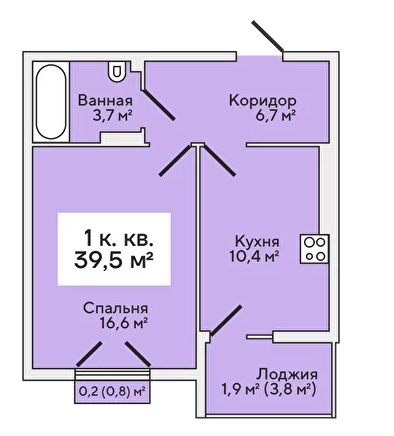 Ванная
3,7 м²
Коридор
6,7 м²
1 к. кв.
39,5 м²
Кухня
10,4 м²
Спальня
16,6 м²
Лоджия
1,9 м² (3,8 м²)
0,2 (0,8) м²